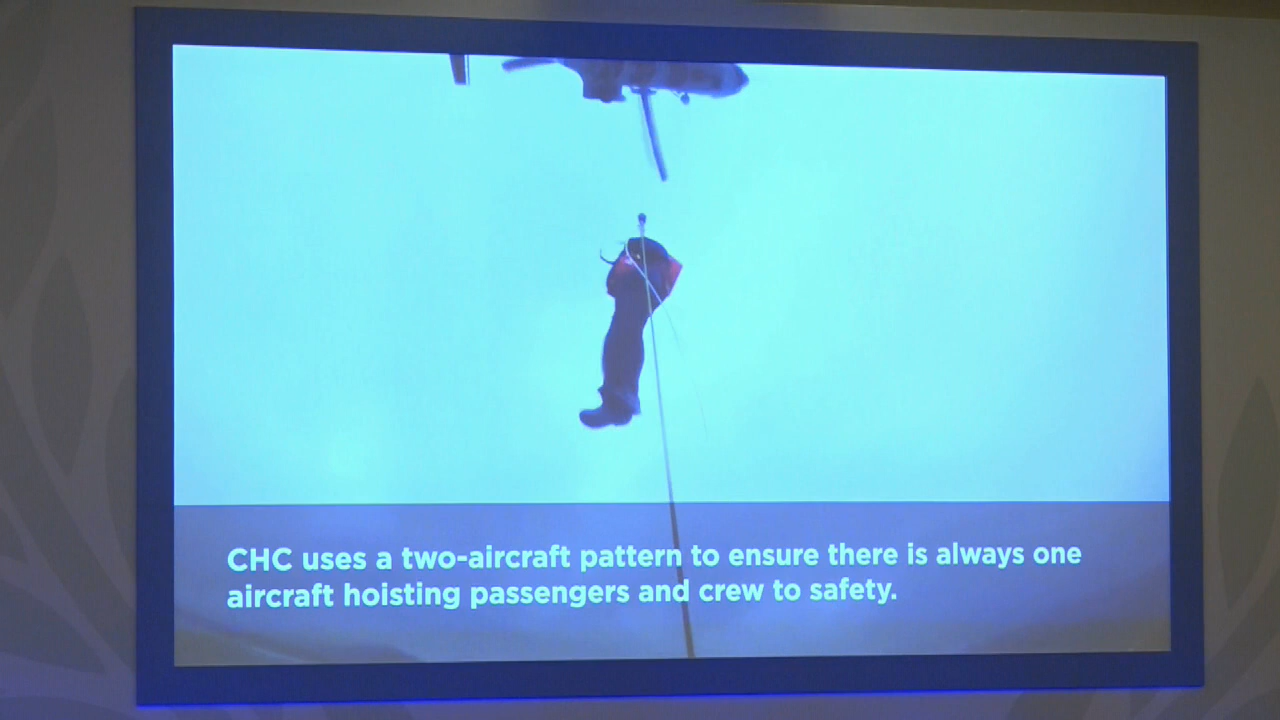 CHC uses a two-aircraft pattern to ensure there is always one
aircraft hoisting passengers and crew to safety.